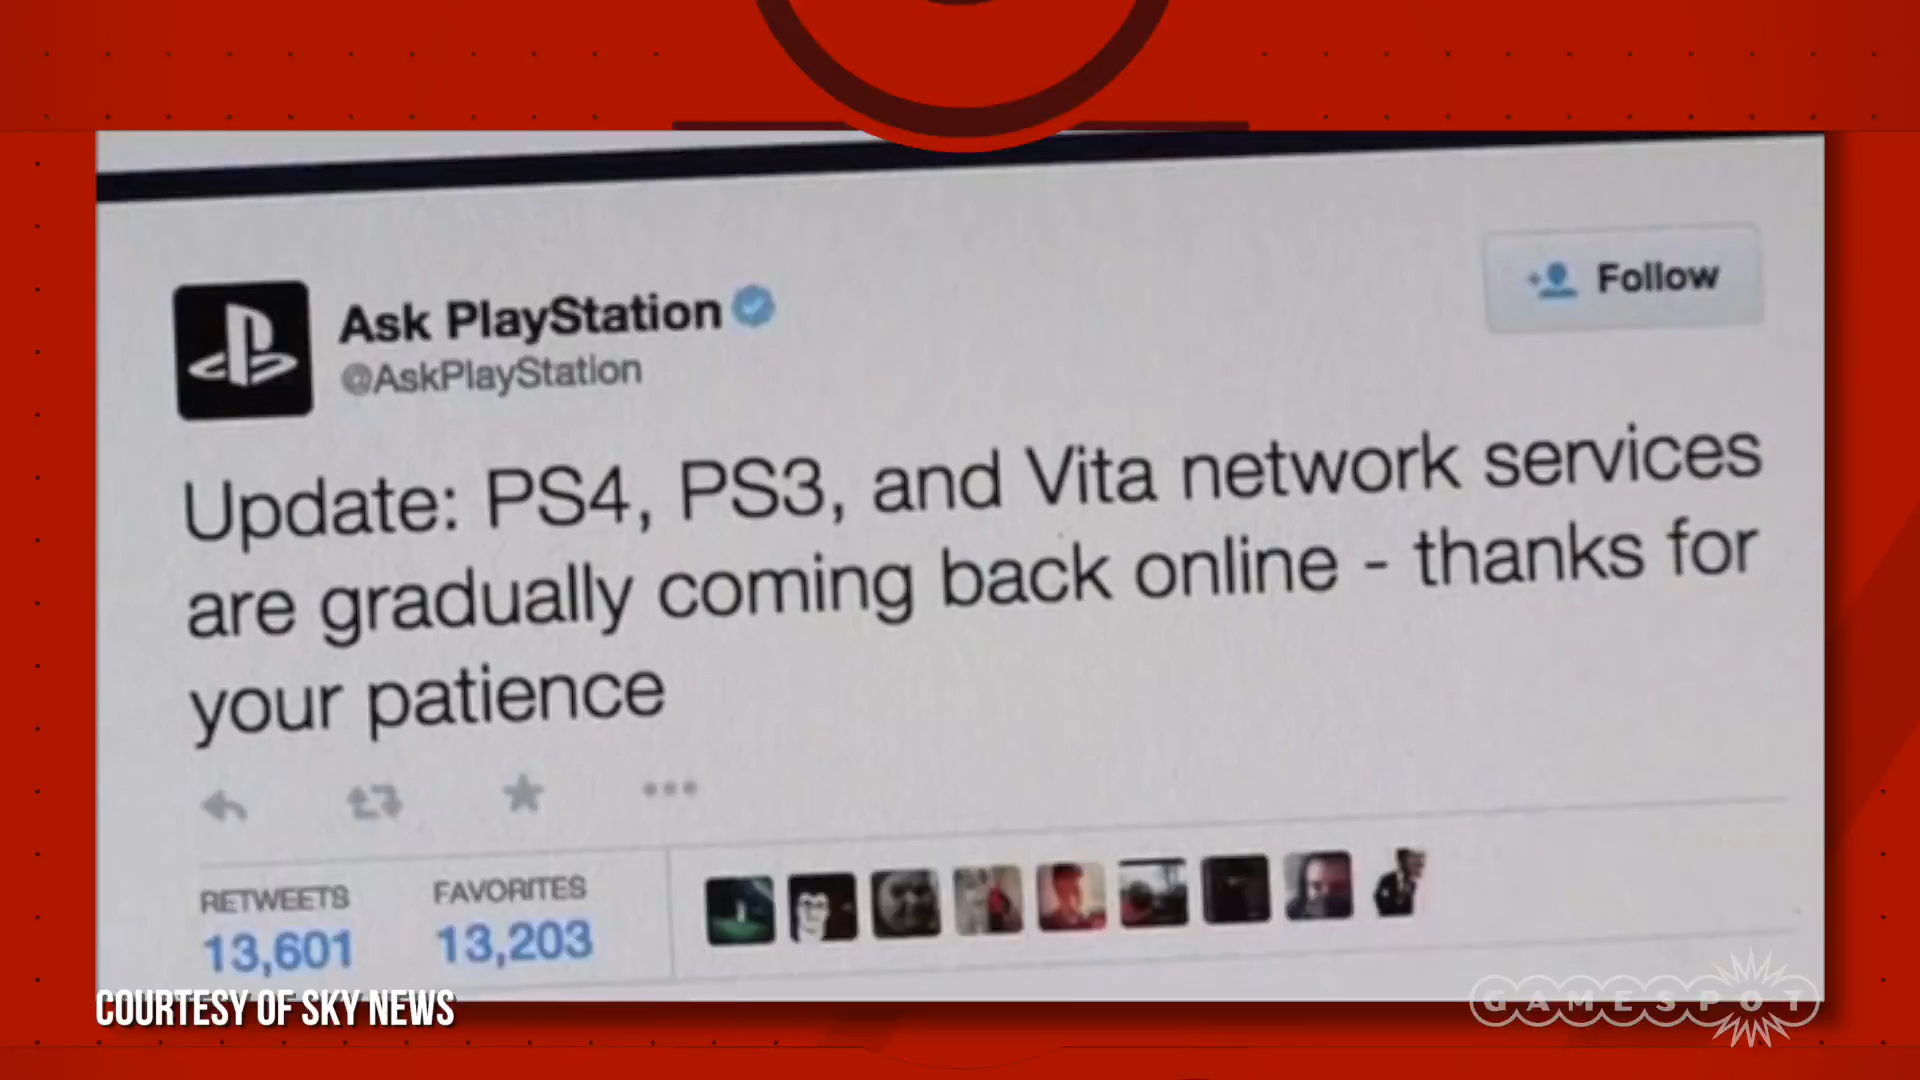 Ask PlayStation
@AskPlayStation
Follow
Update: PS4, PS3, and Vita network services
are gradually coming back online - thanks for
your patience
RETWEETS
FAVORITES
13,601
13,203
COURTESY OF SKY NEWS
GAMESPOT